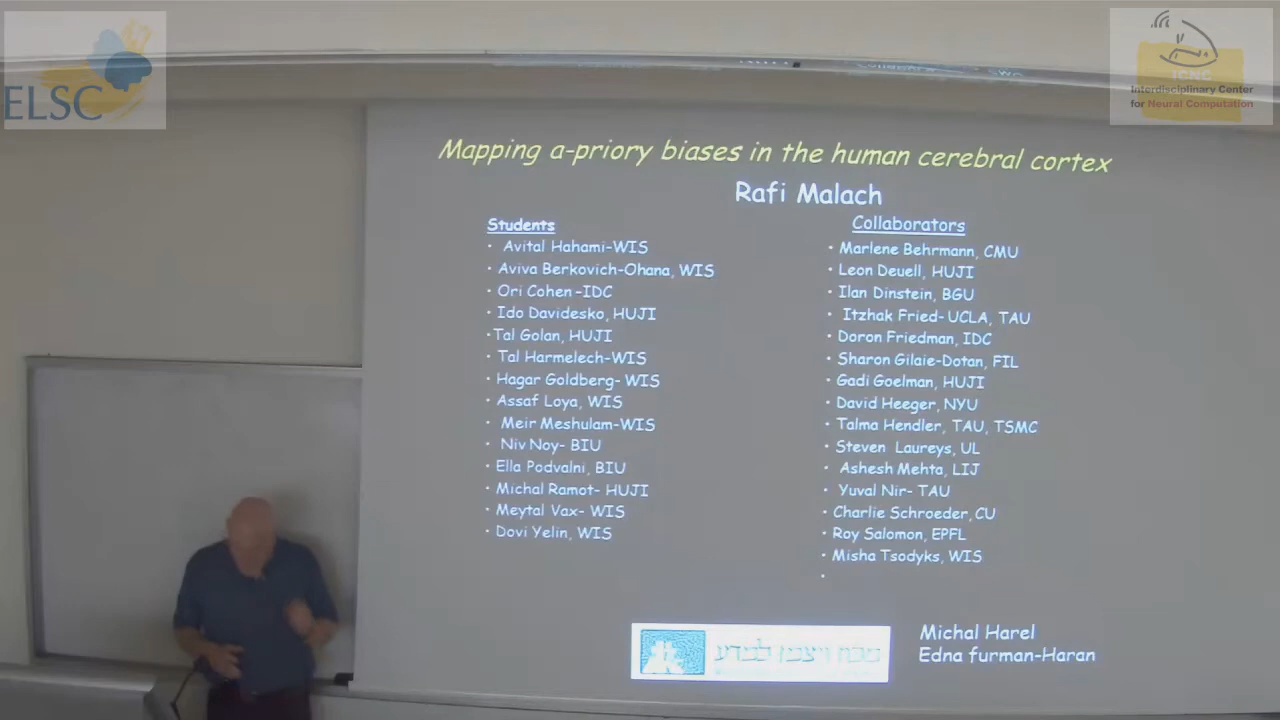 ELSC
ICNC
Interdisciplinary Center
for Neural Computation
Mapping a-priory biases in the human cerebral cortex
Rafi Malach
Students
• Avital Hahami-WIS
• Aviva Berkovich-Ohana, WIS
• Ori Cohen-IDC
• Ido Davidesko, HUJI
• Tal Golan, HUJI
• Tal Harmelech-WIS
• Hagar Goldberg- WIS
• Assaf Loya, WIS
• Meir Meshulam-WIS
• Niv Noy- BIU
• Ella Podvalni, BIU
• Michal Ramot- HUJI
• Meytal Vax- WIS
• Dovi Yelin, WIS
Collaborators
• Marlene Behrmann, CMU
• Leon Deuell, HUJI
• Ilan Dinstein, BGU
• Itzhak Fried- UCLA, TAU
• Doron Friedman, IDC
• Sharon Gilaie-Dotan, FIL
• Gadi Goelman, HUJI
• David Heeger, NYU
• Talma Hendler, TAU, TSMC
• Steven Laureys, UL
• Ashesh Mehta, LIJ
• Yuval Nir- TAU
• Charlie Schroeder, CU
• Roy Salomon, EPFL
• Misha Tsodyks, WIS
מכון ויצמן למדע
Michal Harel
Edna furman-Haran